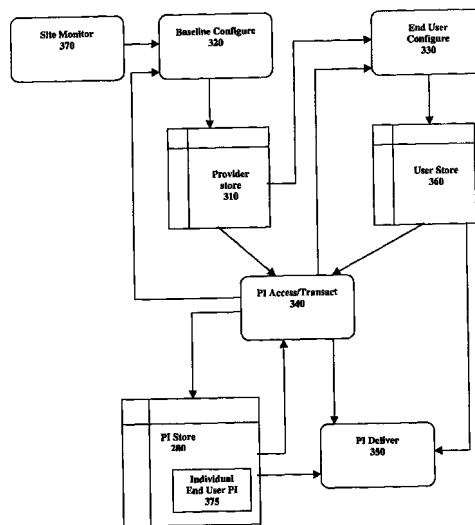 Site Monitor
370
Baseline Configure
320
End User
Configure
330
Provider
store
310
User Store
360
PI Access/Transact
340
PI Store
280
Individual
End User PI
375
PI Deliver
350